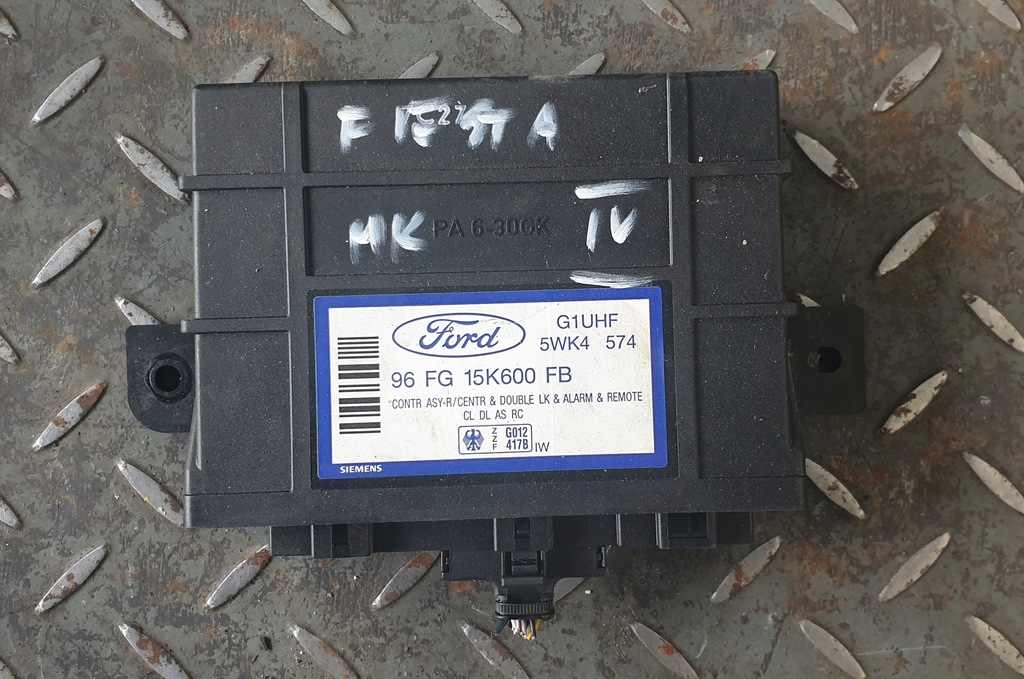 FIESTA
MK IV
PA 6-30GK
Ford
G1UHF
5WK4 574
96 FG 15K600 FB
"CONTR ASY-R/CENTR & DOUBLE LK & ALARM & REMOTE
CL DL AS RC
ZZF G012 417B IW
SIEMENS